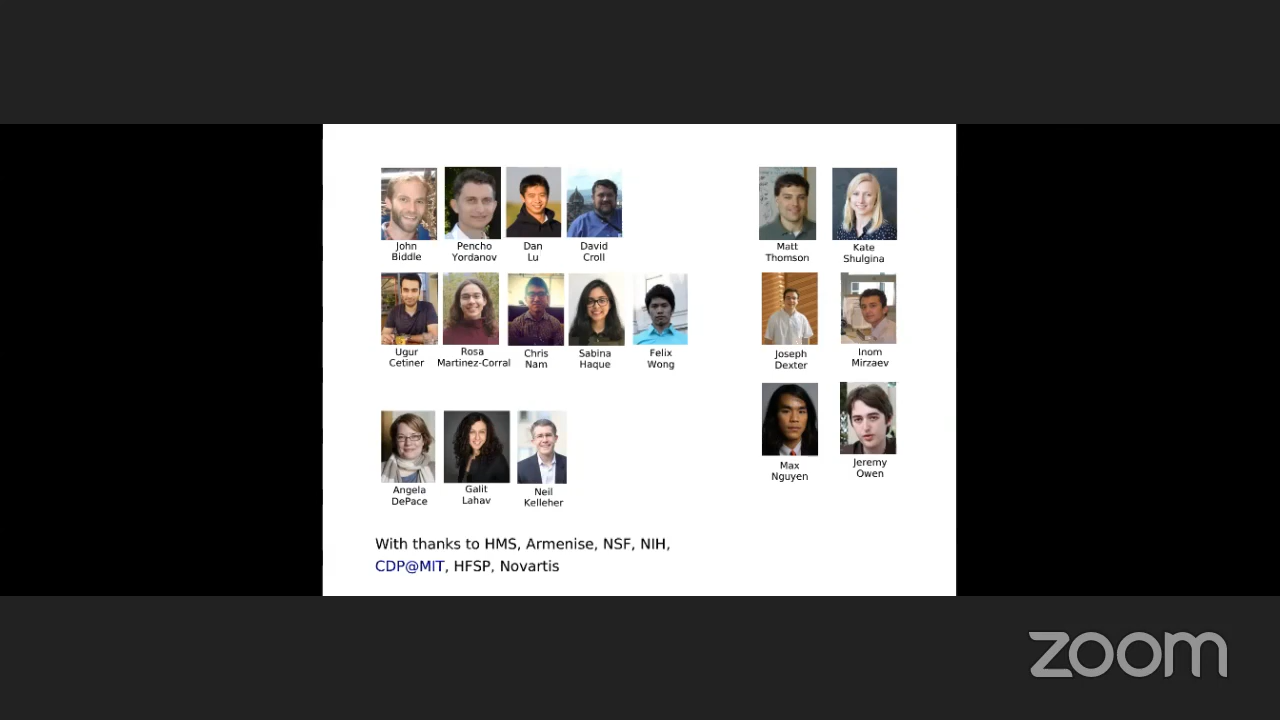 John
Biddle
Pencho
Yordanov
Dan
Lu
David
Croll
Matt
Thomson
Kate
Shulgina
Ugur
Cetiner
Rosa
Martinez-Corral
Chris
Nam
Sabina
Haque
Felix
Wong
Joseph
Dexter
Inom
Mirzaev
Max
Nguyen
Jeremy
Owen
Angela
DePace
Galit
Lahav
Neil
Kelleher
With thanks to HMS, Armenise, NSF, NIH,
CDP@MIT, HFSP, Novartis
zoom